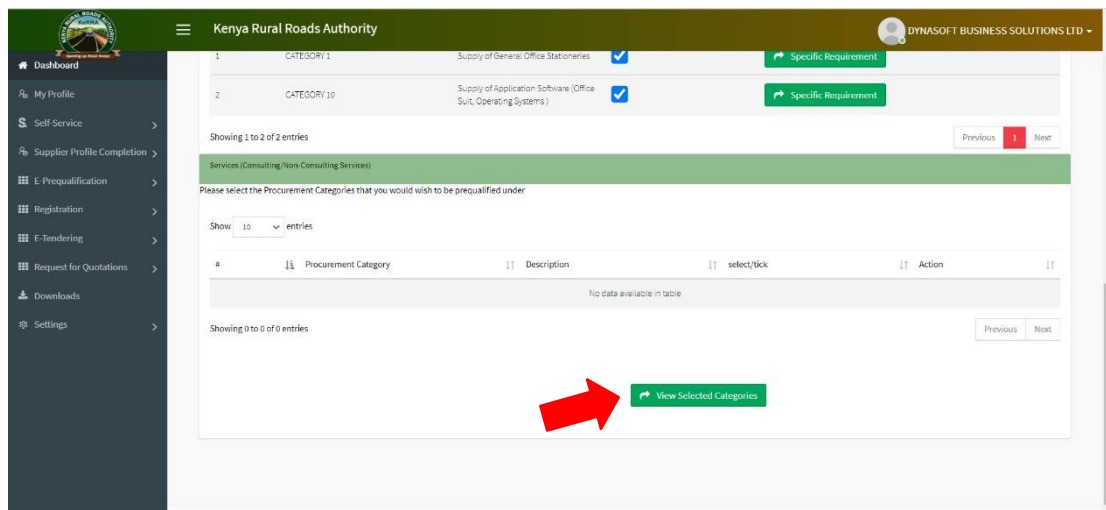 KeRRA
Kenya Rural Roads Authority
DYNASOFT BUSINESS SOLUTIONS LTD
Dashboard
My Profile
Self-Service
Supplier Profile Completion
E-Prequalification
Registration
E-Tendering
Request for Quotations
Downloads
Settings
1 CATEGORY 1 Supply of General Office Stationeries Specific Requirement
2 CATEGORY 10 Supply of Application Software (Office
Suit, Operating Systems ) Specific Requirement
Showing 1 to 2 of 2 entries Previous 1 Next
Services (Consulting/Non-Consulting Services)
Please select the Procurement Categories that you would wish to be prequalified under
Show 10 entries
# Procurement Category Description select/tick Action
No data available in table
Showing 0 to 0 of 0 entries Previous Next
View Selected Categories